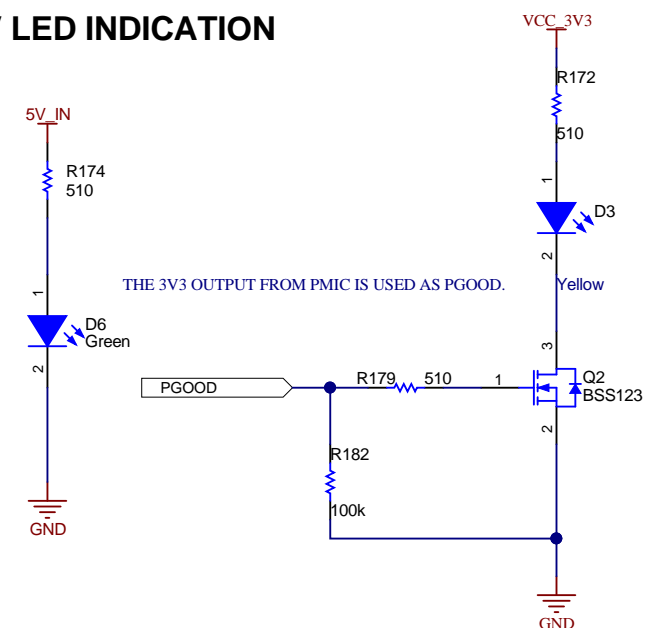 LED INDICATION
VCC_3V3
R172
510
5V_IN
R174
510
1
D3
2
Yellow
THE 3V3 OUTPUT FROM PMIC IS USED AS PGOOD.
1
D6
Green
2
3
Q2
BSS123
PGOOD
R179
510
1
2
R182
100k
GND
GND